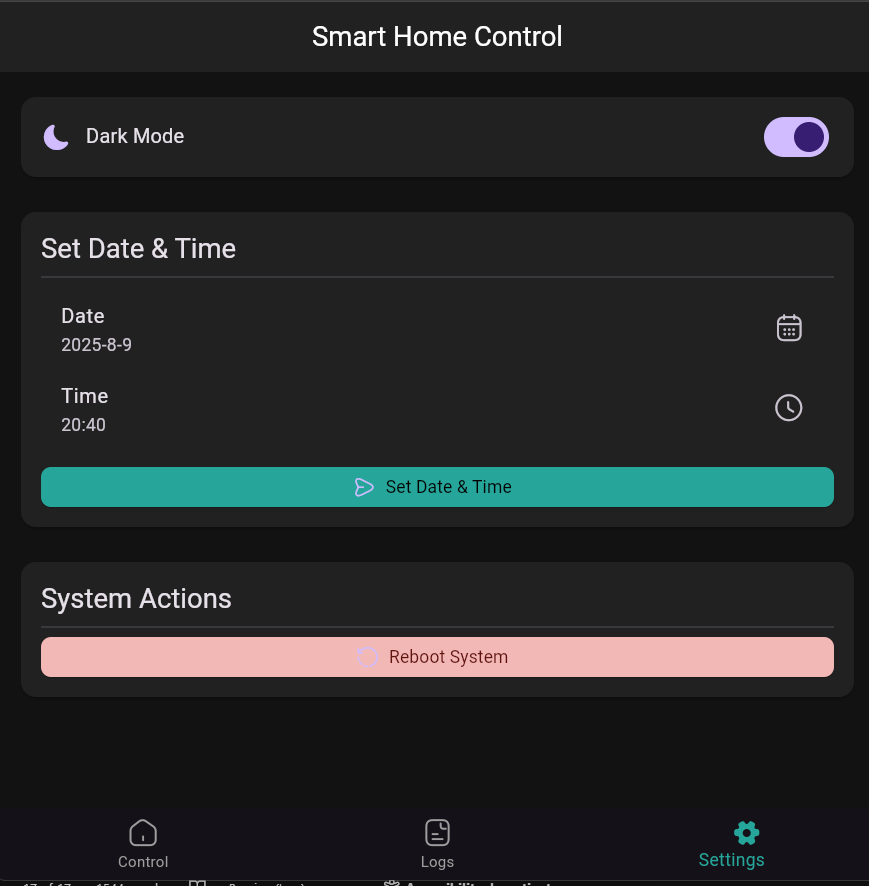 Smart Home Control
Dark Mode
Set Date & Time
Date
2025-8-9
Time
20:40
Set Date & Time
System Actions
Reboot System
Control
Logs
Settings